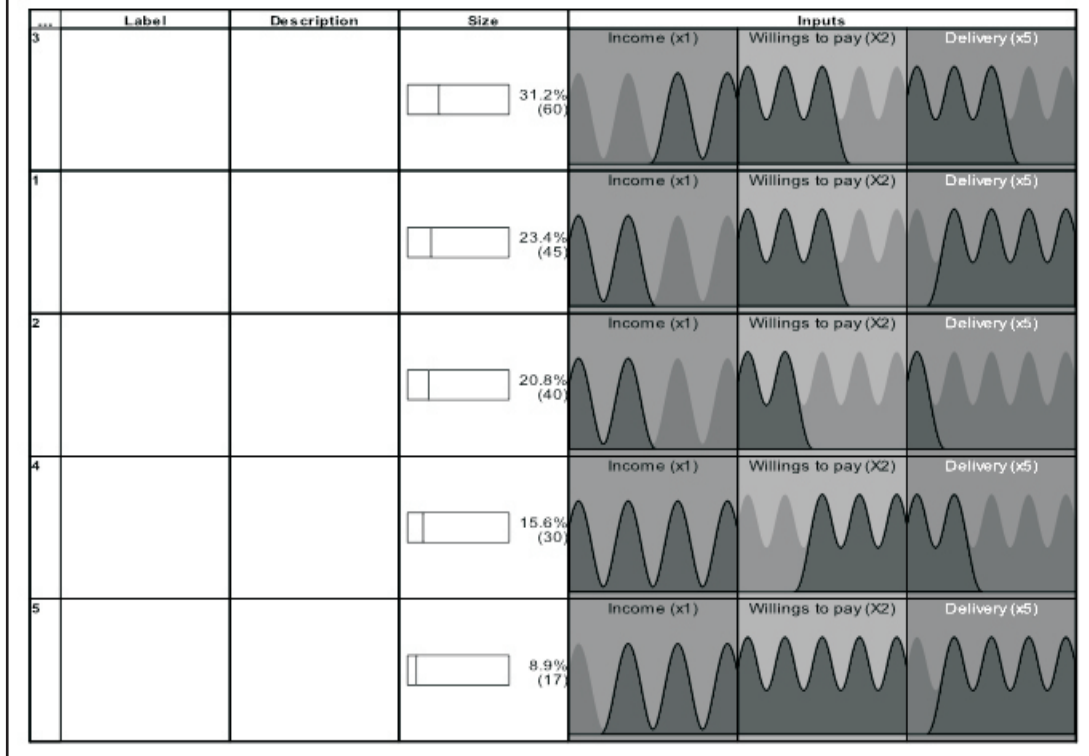 ... Label Description Size Inputs
3 Income (x1) Willings to pay (X2) Delivery (x5)
31.2%
(60)
1 Income (x1) Willings to pay (X2) Delivery (x5)
23.4%
(45)
2 Income (x1) Willings to pay (X2) Delivery (x5)
20.8%
(40)
4 Income (x1) Willings to pay (X2) Delivery (x5)
15.6%
(30)
5 Income (x1) Willings to pay (X2) Delivery (x5)
8.9%
(17)